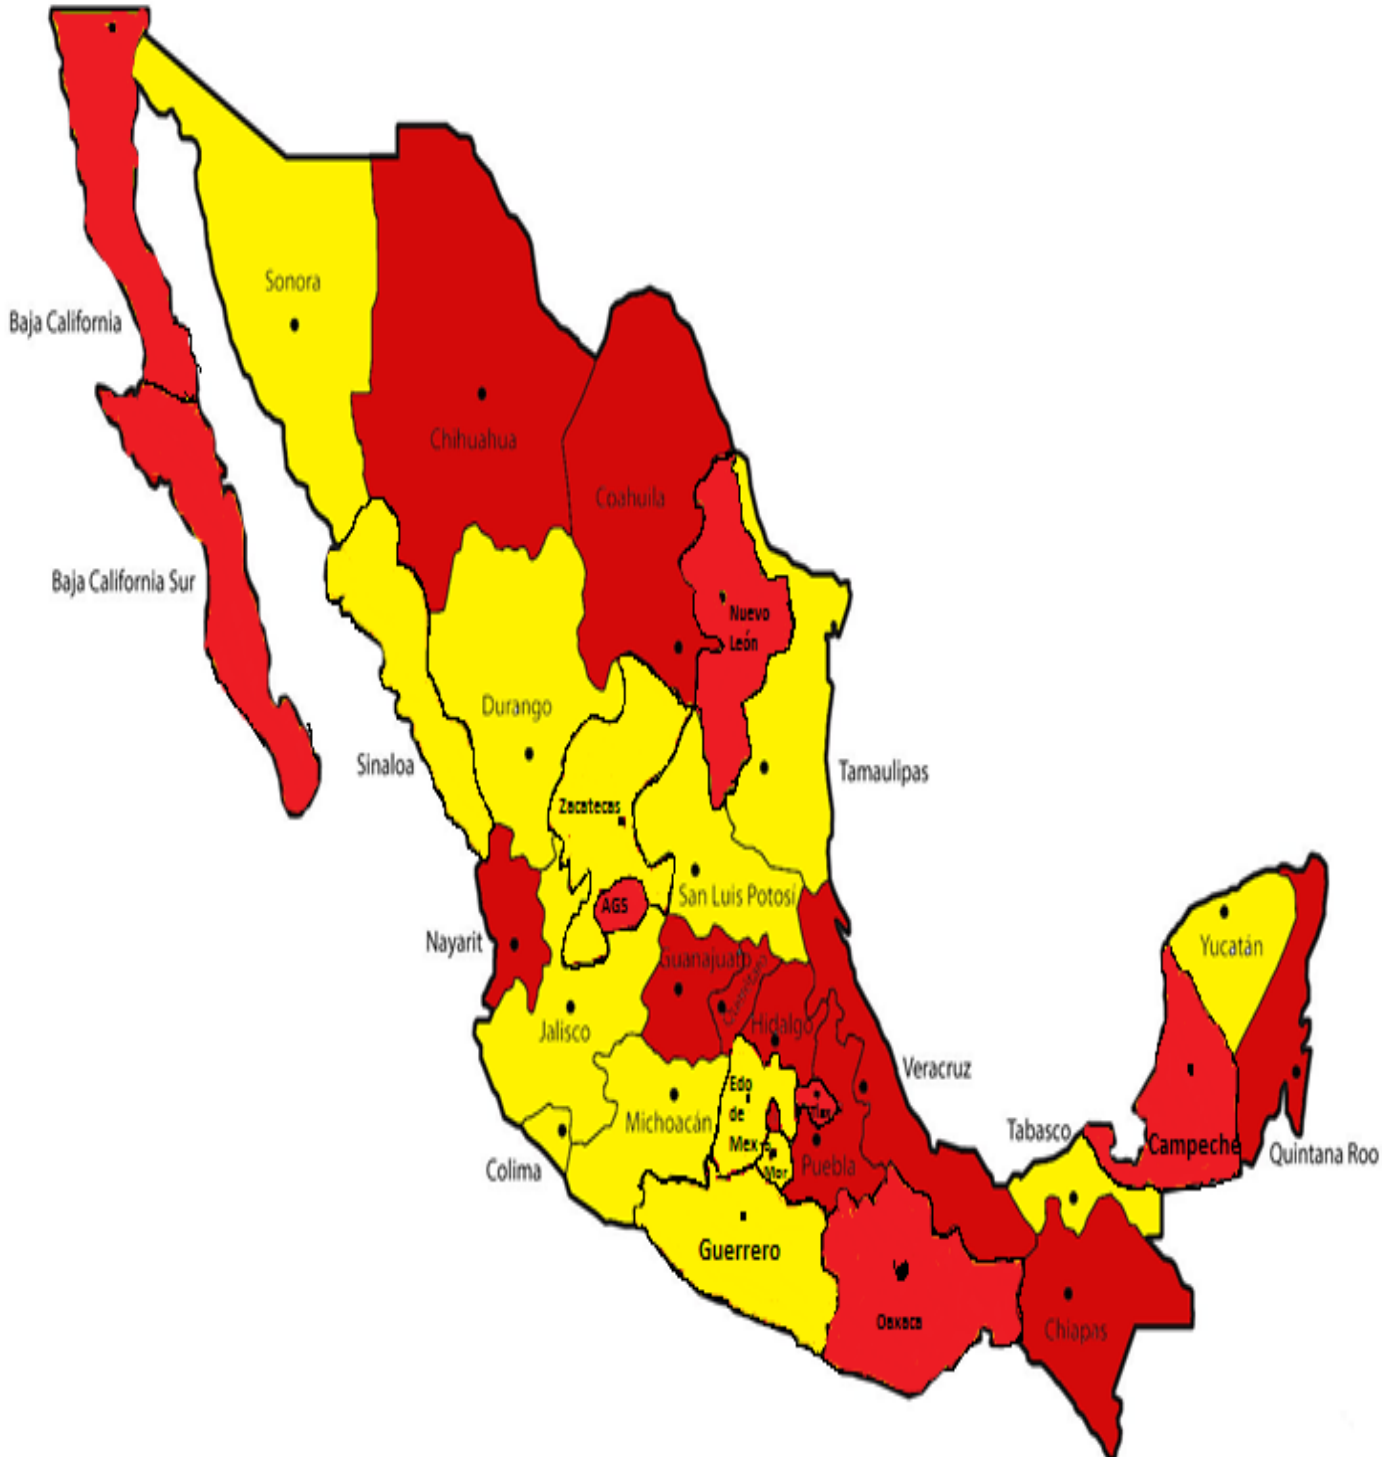 Sonora
Baja California
Chihuahua
Coahuila
Baja California Sur
Nuevo
León
Durango
Sinaloa
Tamaulipas
Zacatecas
San Luis Potosí
AGS
Nayarit
Yucatán
Guanajuato
Hidalgo
Jalisco
Veracruz
Edo
de
Mex
Michoacán
Tlax
Tabasco
Campeche
Quintana Roo
Colima
Mor
Puebla
Guerrero
Oaxaca
Chiapas